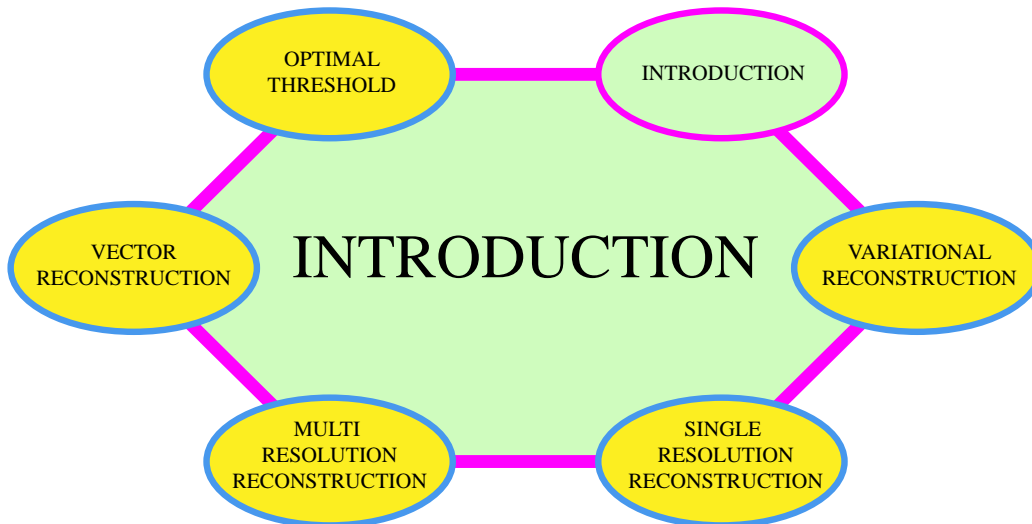 OPTIMAL
THRESHOLD
INTRODUCTION
VECTOR
RECONSTRUCTION
INTRODUCTION
VARIATIONAL
RECONSTRUCTION
MULTI
RESOLUTION
RECONSTRUCTION
SINGLE
RESOLUTION
RECONSTRUCTION